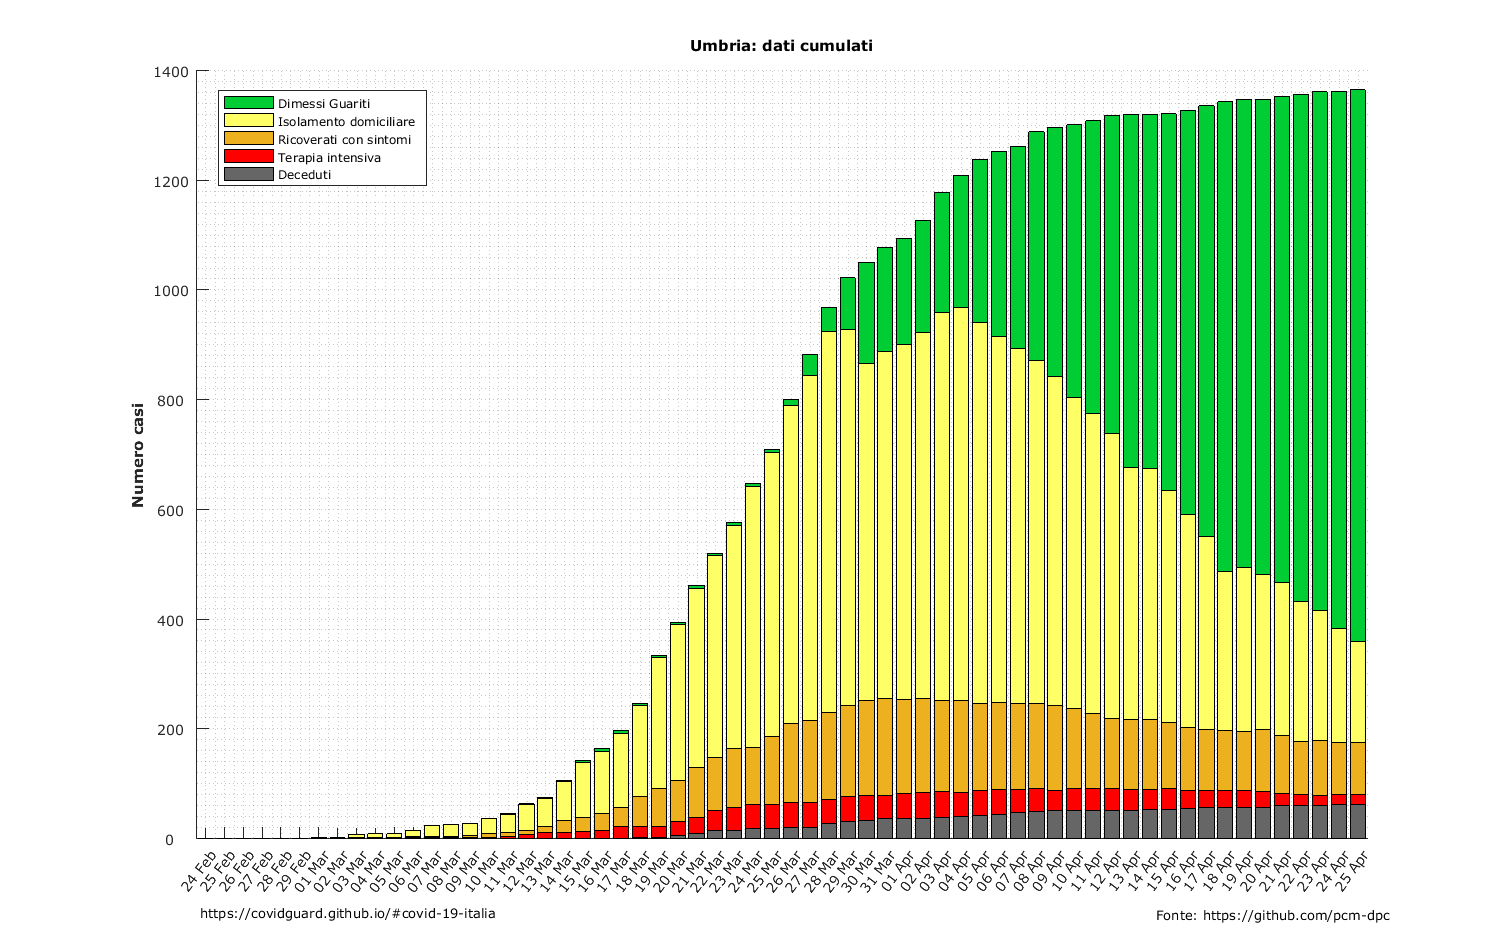 Umbria: dati cumulati
1400
1200
1000
800
600
400
200
0
Numero casi
Dimessi Guariti
Isolamento domiciliare
Ricoverati con sintomi
Terapia intensiva
Deceduti
24 Feb
25 Feb
26 Feb
27 Feb
28 Feb
29 Feb
01 Mar
02 Mar
03 Mar
04 Mar
05 Mar
06 Mar
07 Mar
08 Mar
09 Mar
10 Mar
11 Mar
12 Mar
13 Mar
14 Mar
15 Mar
16 Mar
17 Mar
18 Mar
19 Mar
20 Mar
21 Mar
22 Mar
23 Mar
24 Mar
25 Mar
26 Mar
27 Mar
28 Mar
29 Mar
30 Mar
31 Mar
01 Apr
02 Apr
03 Apr
04 Apr
05 Apr
06 Apr
07 Apr
08 Apr
09 Apr
10 Apr
11 Apr
12 Apr
13 Apr
14 Apr
15 Apr
16 Apr
17 Apr
18 Apr
19 Apr
20 Apr
21 Apr
22 Apr
23 Apr
24 Apr
25 Apr
https://covidguard.github.io/#covid-19-italia
Fonte: https://github.com/pcm-dpc